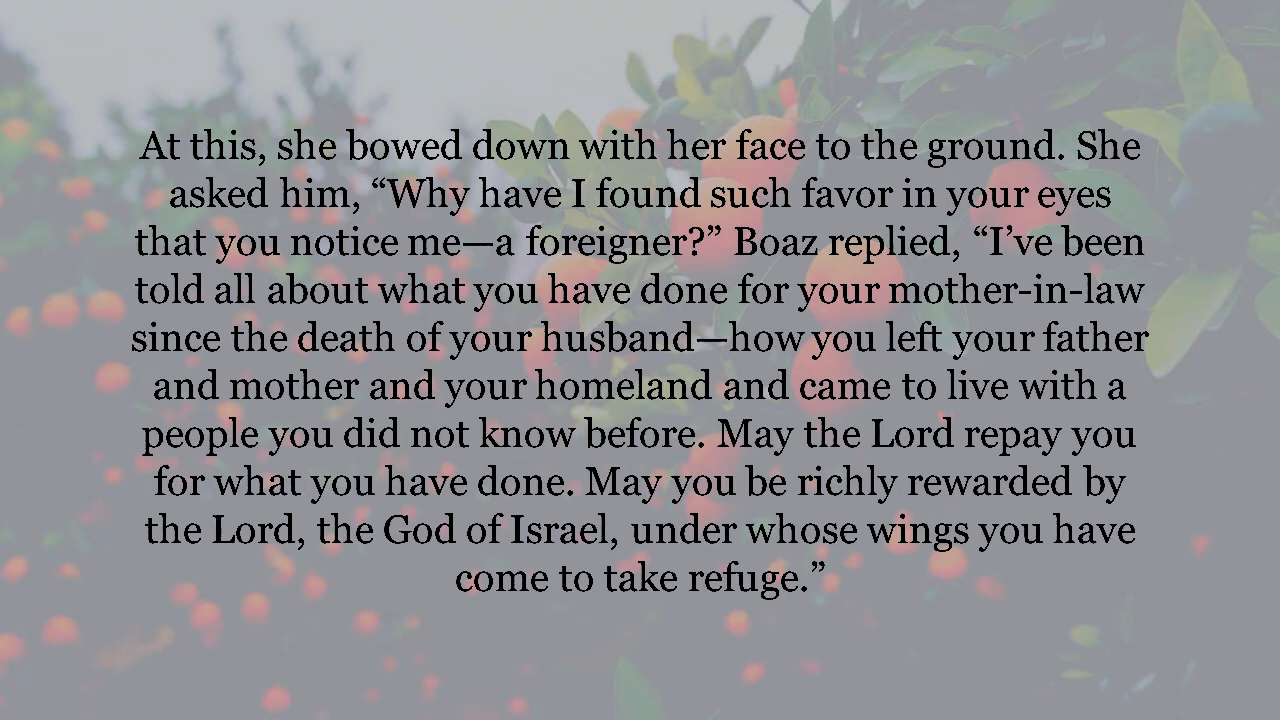 At this, she bowed down with her face to the ground. She
asked him, “Why have I found such favor in your eyes
that you notice me—a foreigner?” Boaz replied, “I’ve been
told all about what you have done for your mother-in-law
since the death of your husband—how you left your father
and mother and your homeland and came to live with a
people you did not know before. May the Lord repay you
for what you have done. May you be richly rewarded by
the Lord, the God of Israel, under whose wings you have
come to take refuge.”